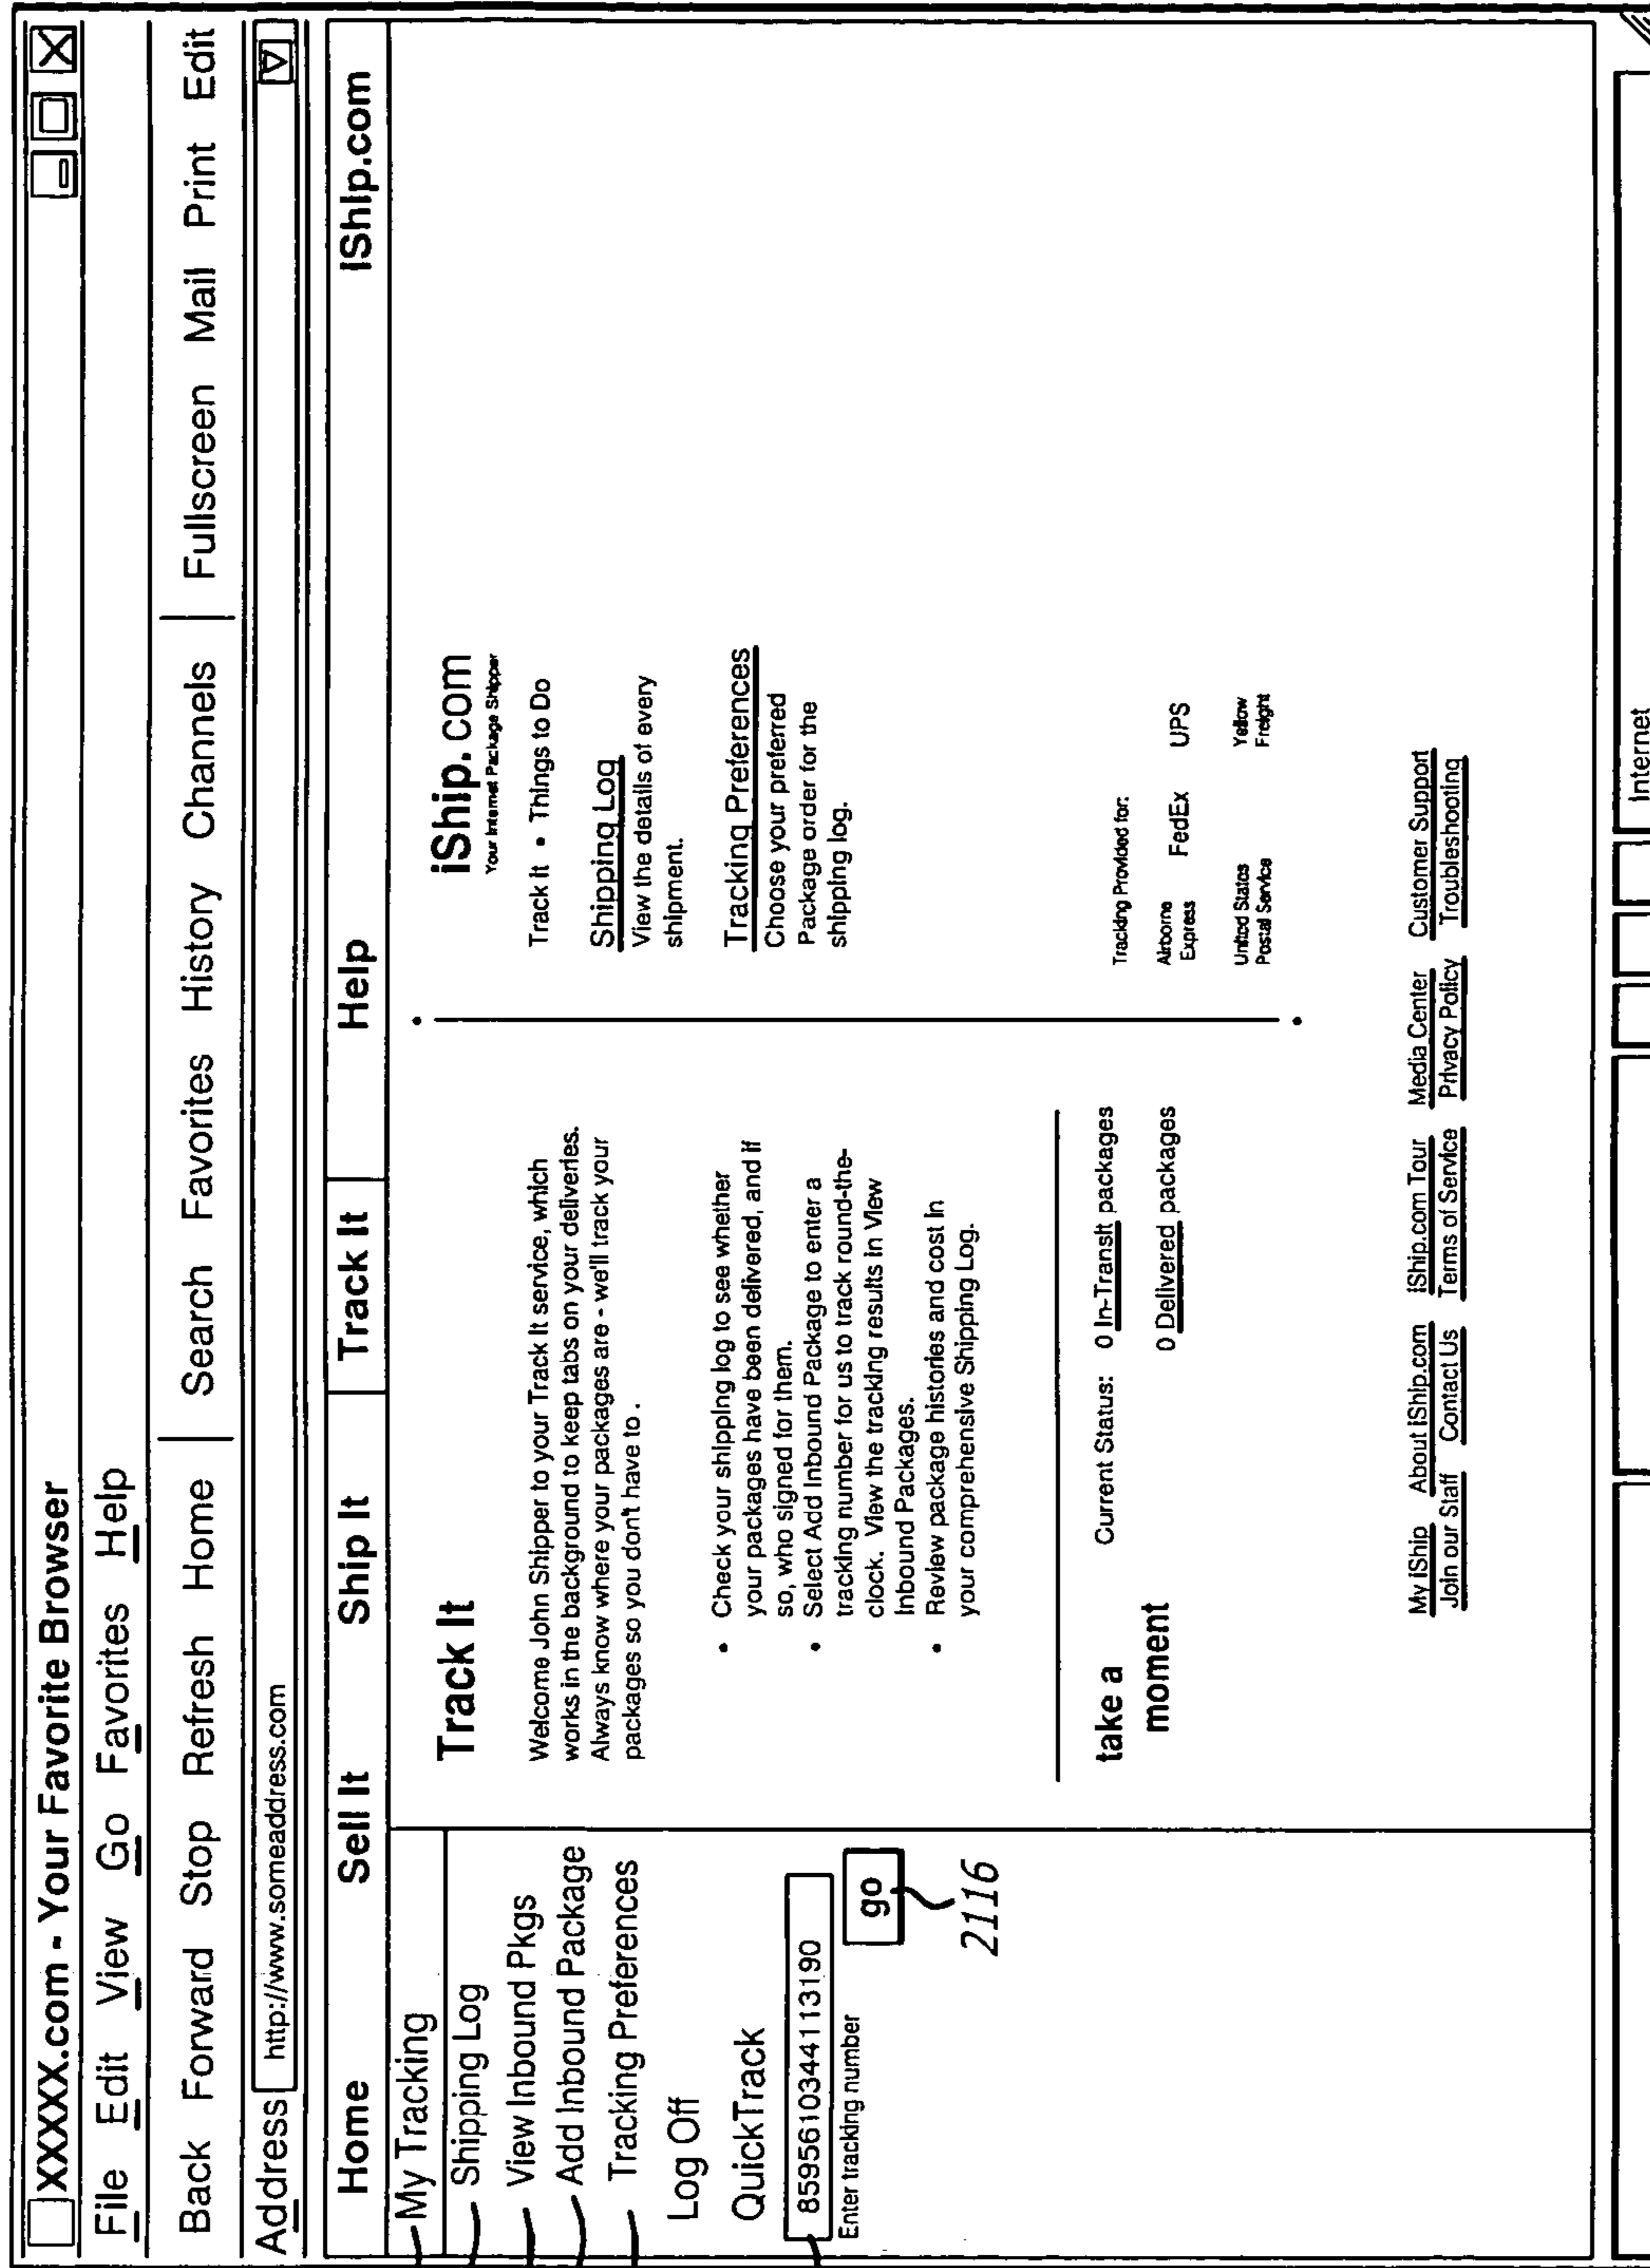 XXXXX.com - Your Favorite Browser
File Edit View Go Favorites Help
Back Forward Stop Refresh Home Search Favorites History Channels Fullscreen Mail Print Edit
Address http://www.someaddress.com
Home Sell It Ship It Track It Help iShip.com
My Tracking
Shipping Log
View Inbound Pkgs
Add Inbound Package
Tracking Preferences
Log Off
QuickTrack
8595610344113190
Enter tracking number
go
2116
Track It
Welcome John Shipper to your Track It service, which
works in the background to keep tabs on your deliveries.
Always know where your packages are - we'll track your
packages so you don't have to .
• Check your shipping log to see whether
your packages have been delivered, and if
so, who signed for them.
• Select Add Inbound Package to enter a
tracking number for us to track round-the-
clock. View the tracking results in View
Inbound Packages.
• Review package histories and cost in
your comprehensive Shipping Log.
take a
moment
Current Status: 0 In-Transit packages
0 Delivered packages
iShip.com
Your Internet Package Shipper
Track It • Things to Do
Shipping Log
View the details of every
shipment.
Tracking Preferences
Choose your preferred
Package order for the
shipping log.
Tracking Provided for:
Airborne
Express
FedEx
UPS
United States
Postal Service
Yellow
Freight
My iShip About iShip.com iShip.com Tour Media Center Customer Support
Join our Staff Contact Us Terms of Service Privacy Policy Troubleshooting
Internet